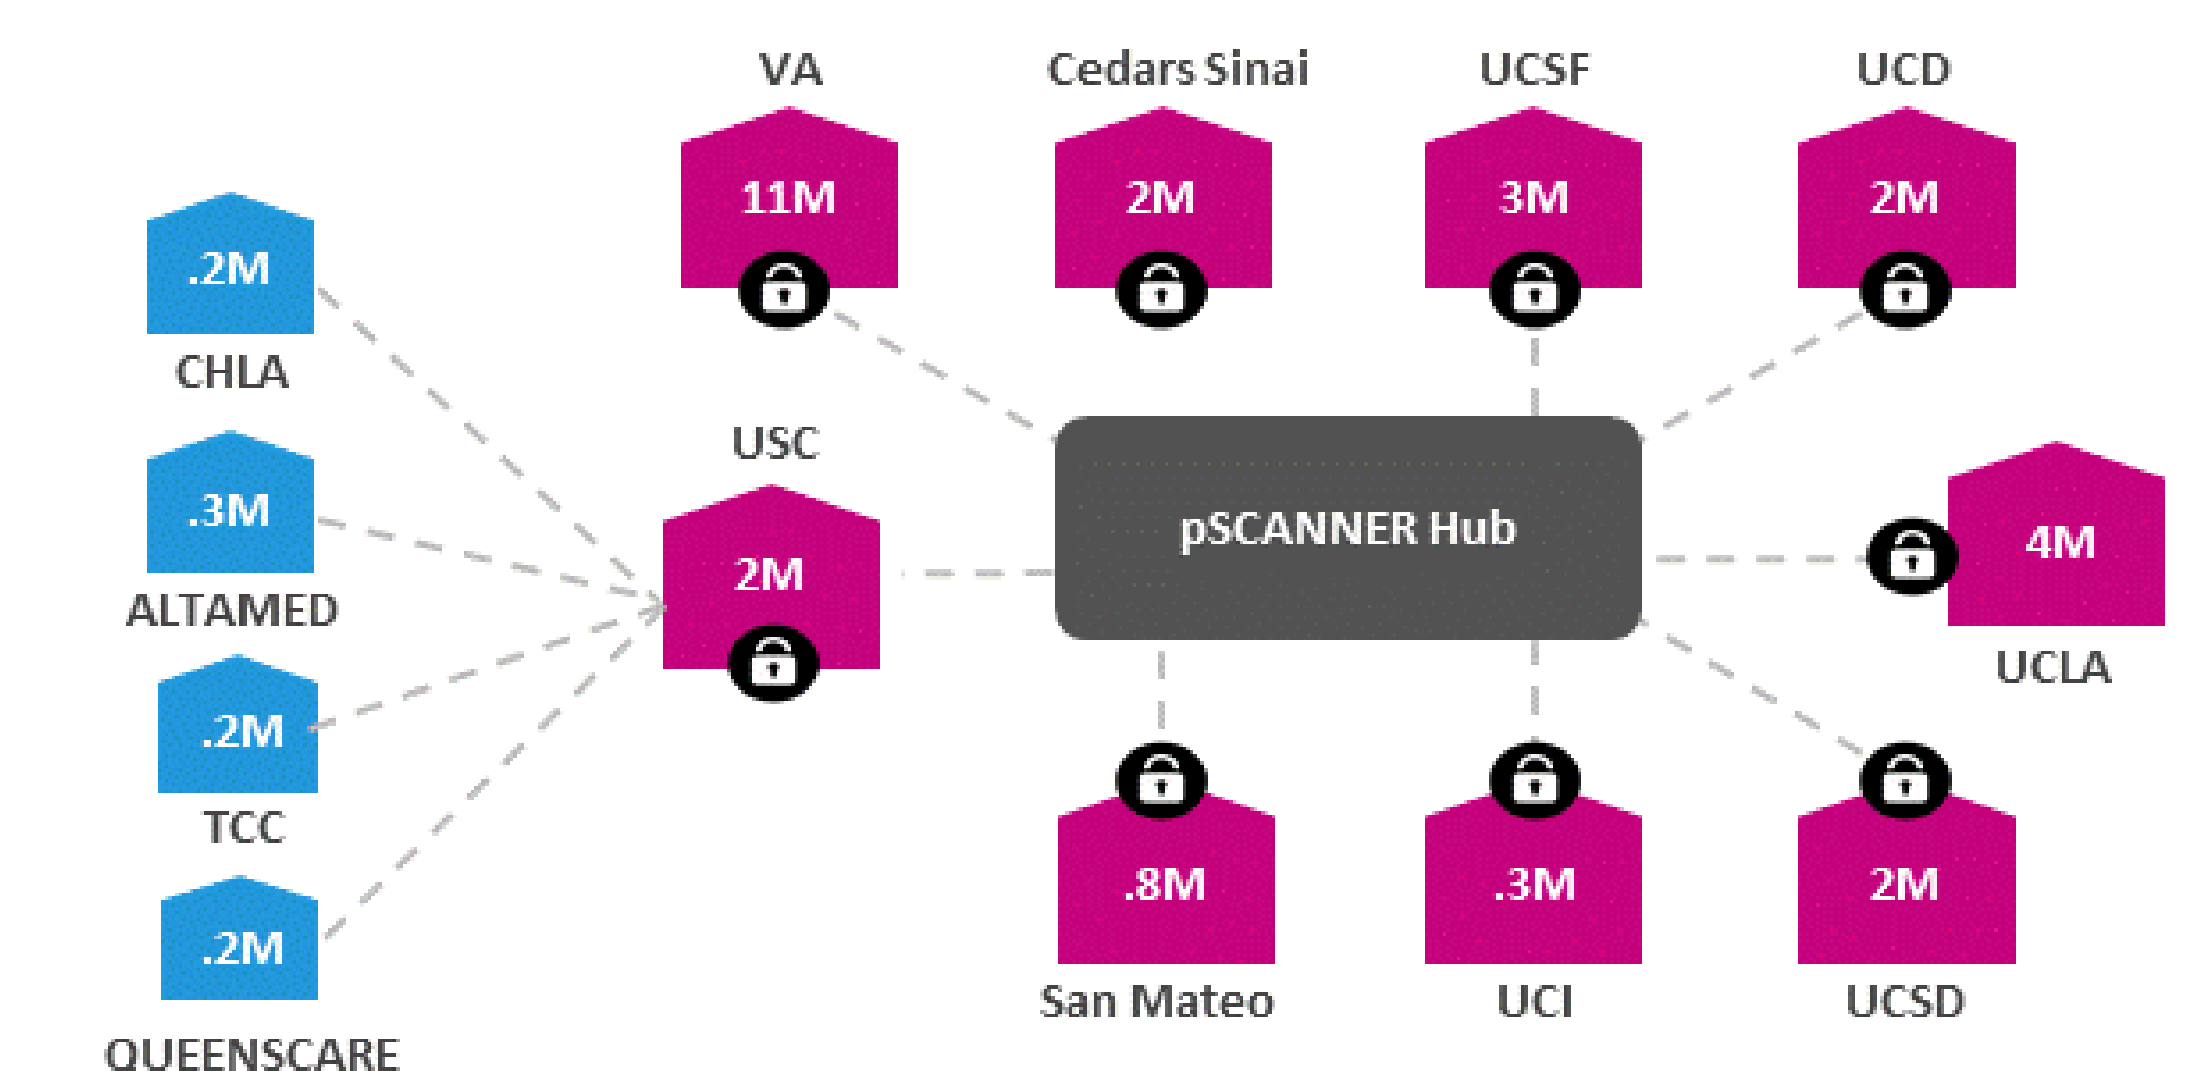 VA
Cedars Sinai
UCSF
UCD
11M
2M
3M
2M
.2M
CHLA
.3M
ALTAMED
.2M
TCC
.2M
QUEENSCARE
USC
2M
pSCANNER Hub
4M
UCLA
.8M
.3M
2M
San Mateo
UCI
UCSD